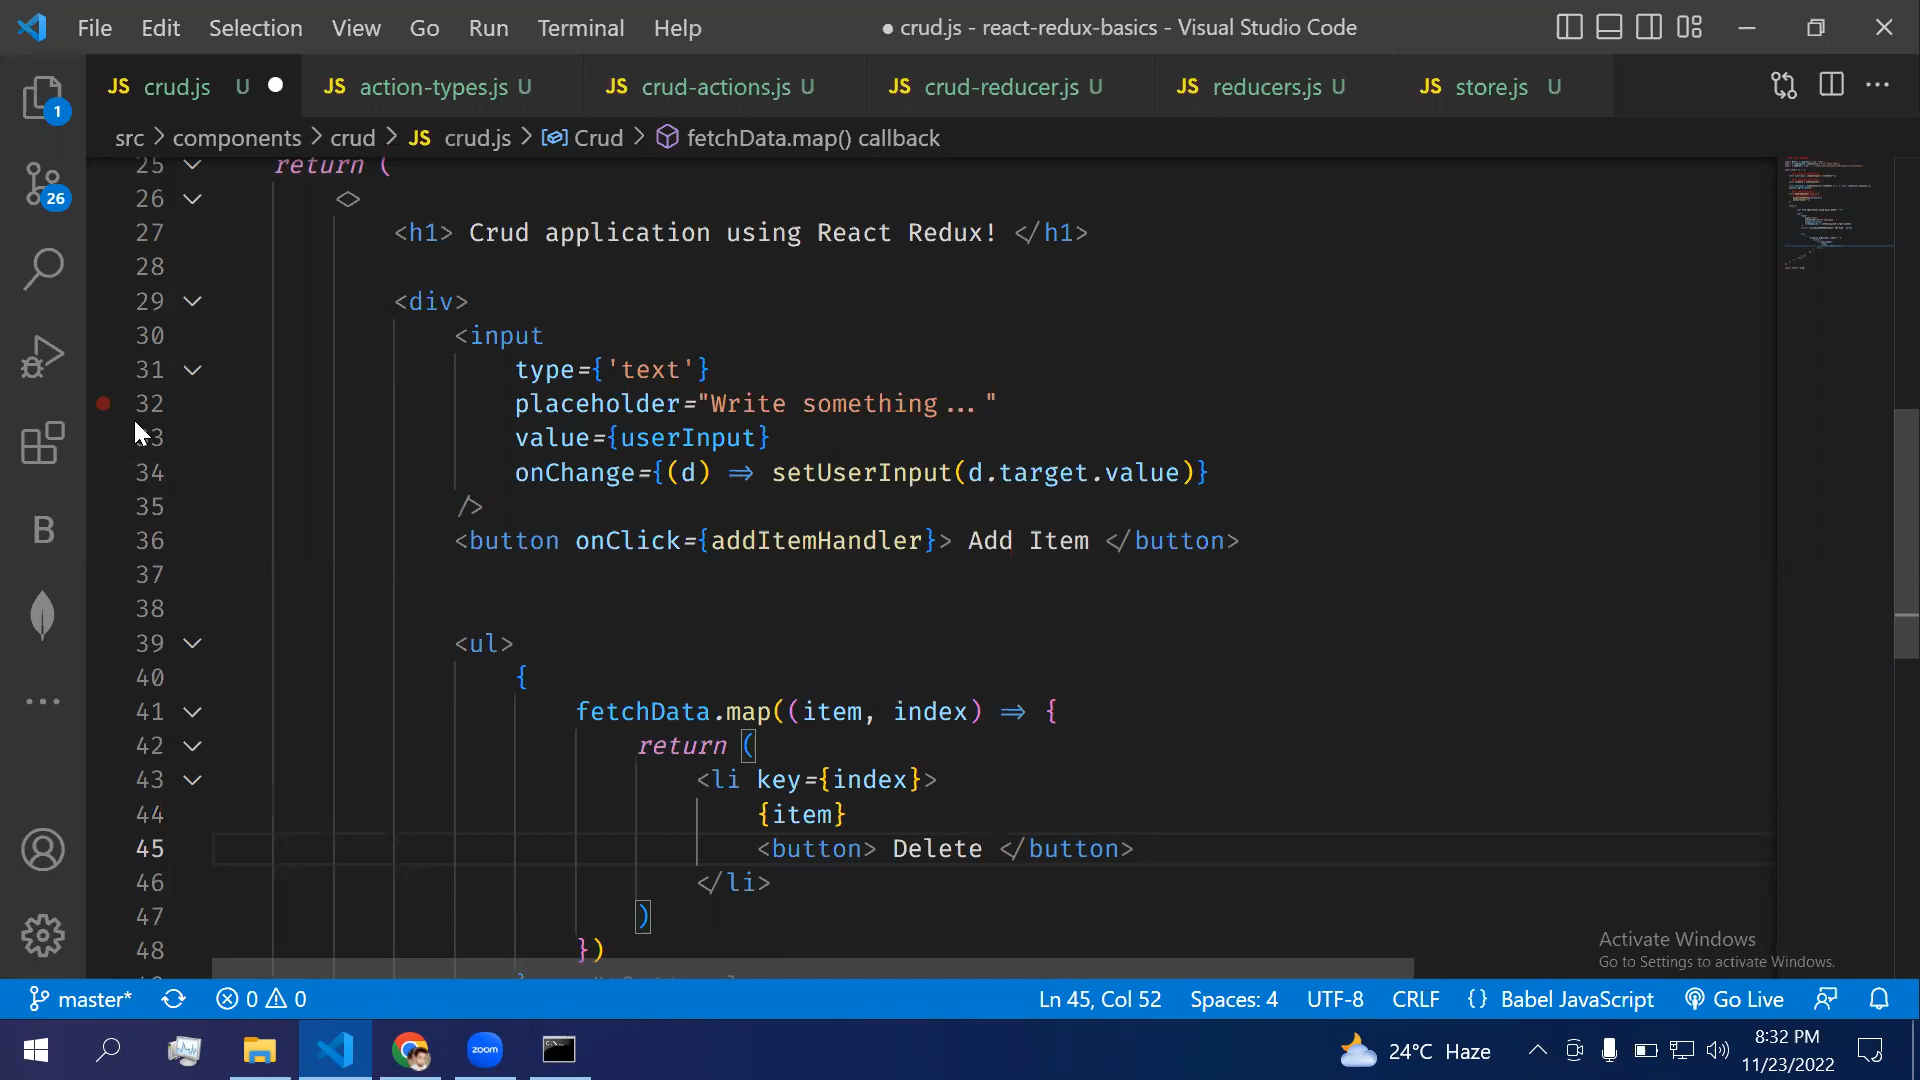 File Edit Selection View Go Run Terminal Help
● crud.js - react-redux-basics - Visual Studio Code
JS crud.js U ●
JS action-types.js U
JS crud-actions.js U
JS crud-reducer.js U
JS reducers.js U
JS store.js U
src > components > crud > JS crud.js > Crud > fetchData.map() callback
25 return (
26 <>
27 <h1> Crud application using React Redux! </h1>
28
29 <div>
30 <input
31 type={'text'}
32 placeholder="Write something..."
33 value={userInput}
34 onChange={(d) => setUserInput(d.target.value)}
35 />
36 <button onClick={addItemHandler}> Add Item </button>
37
38
39 <ul>
40 {
41 fetchData.map((item, index) => {
42 return (
43 <li key={index}>
44 {item}
45 <button> Delete </button>
46 </li>
47 )
48 })
1
26
B
Activate Windows
Go to Settings to activate Windows.
master* 0 0 Ln 45, Col 52 Spaces: 4 UTF-8 CRLF {} Babel JavaScript Go Live
zoom
24°C Haze
8:32 PM
11/23/2022